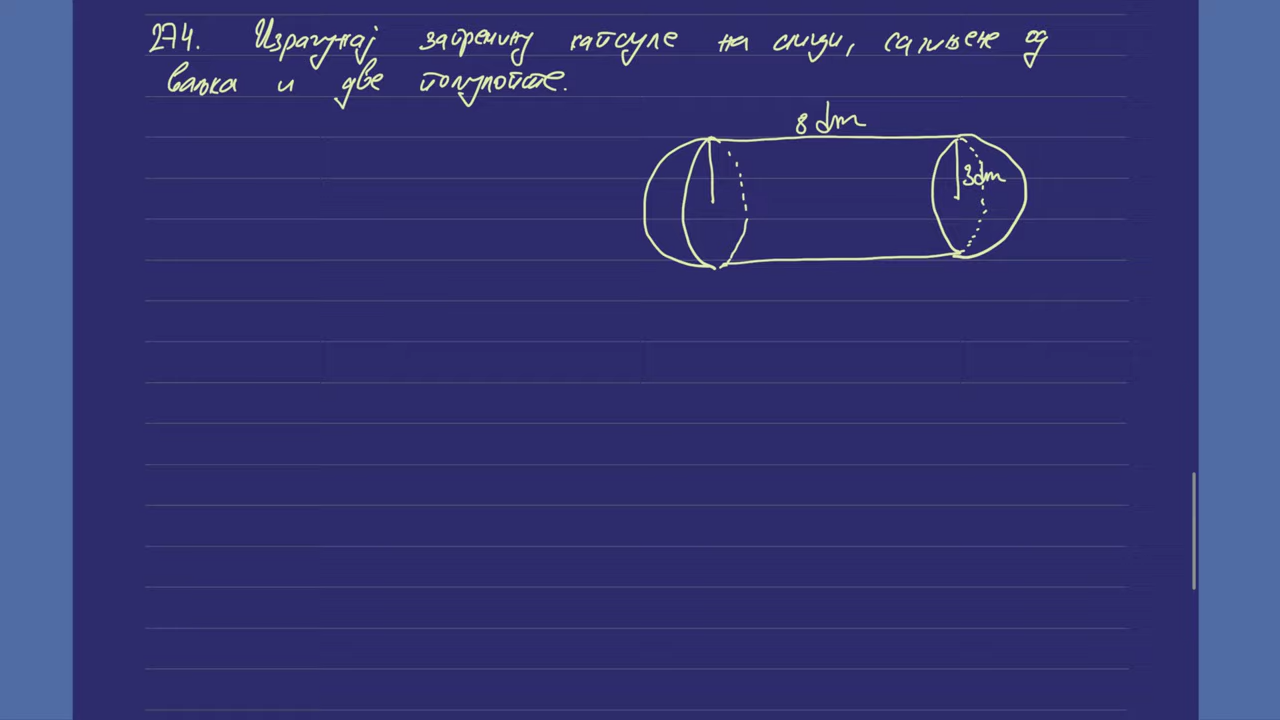 274. Израчунај запремину капсуле на слици, сачињене од
ваљка и две полулопте.
8 dm
3dm